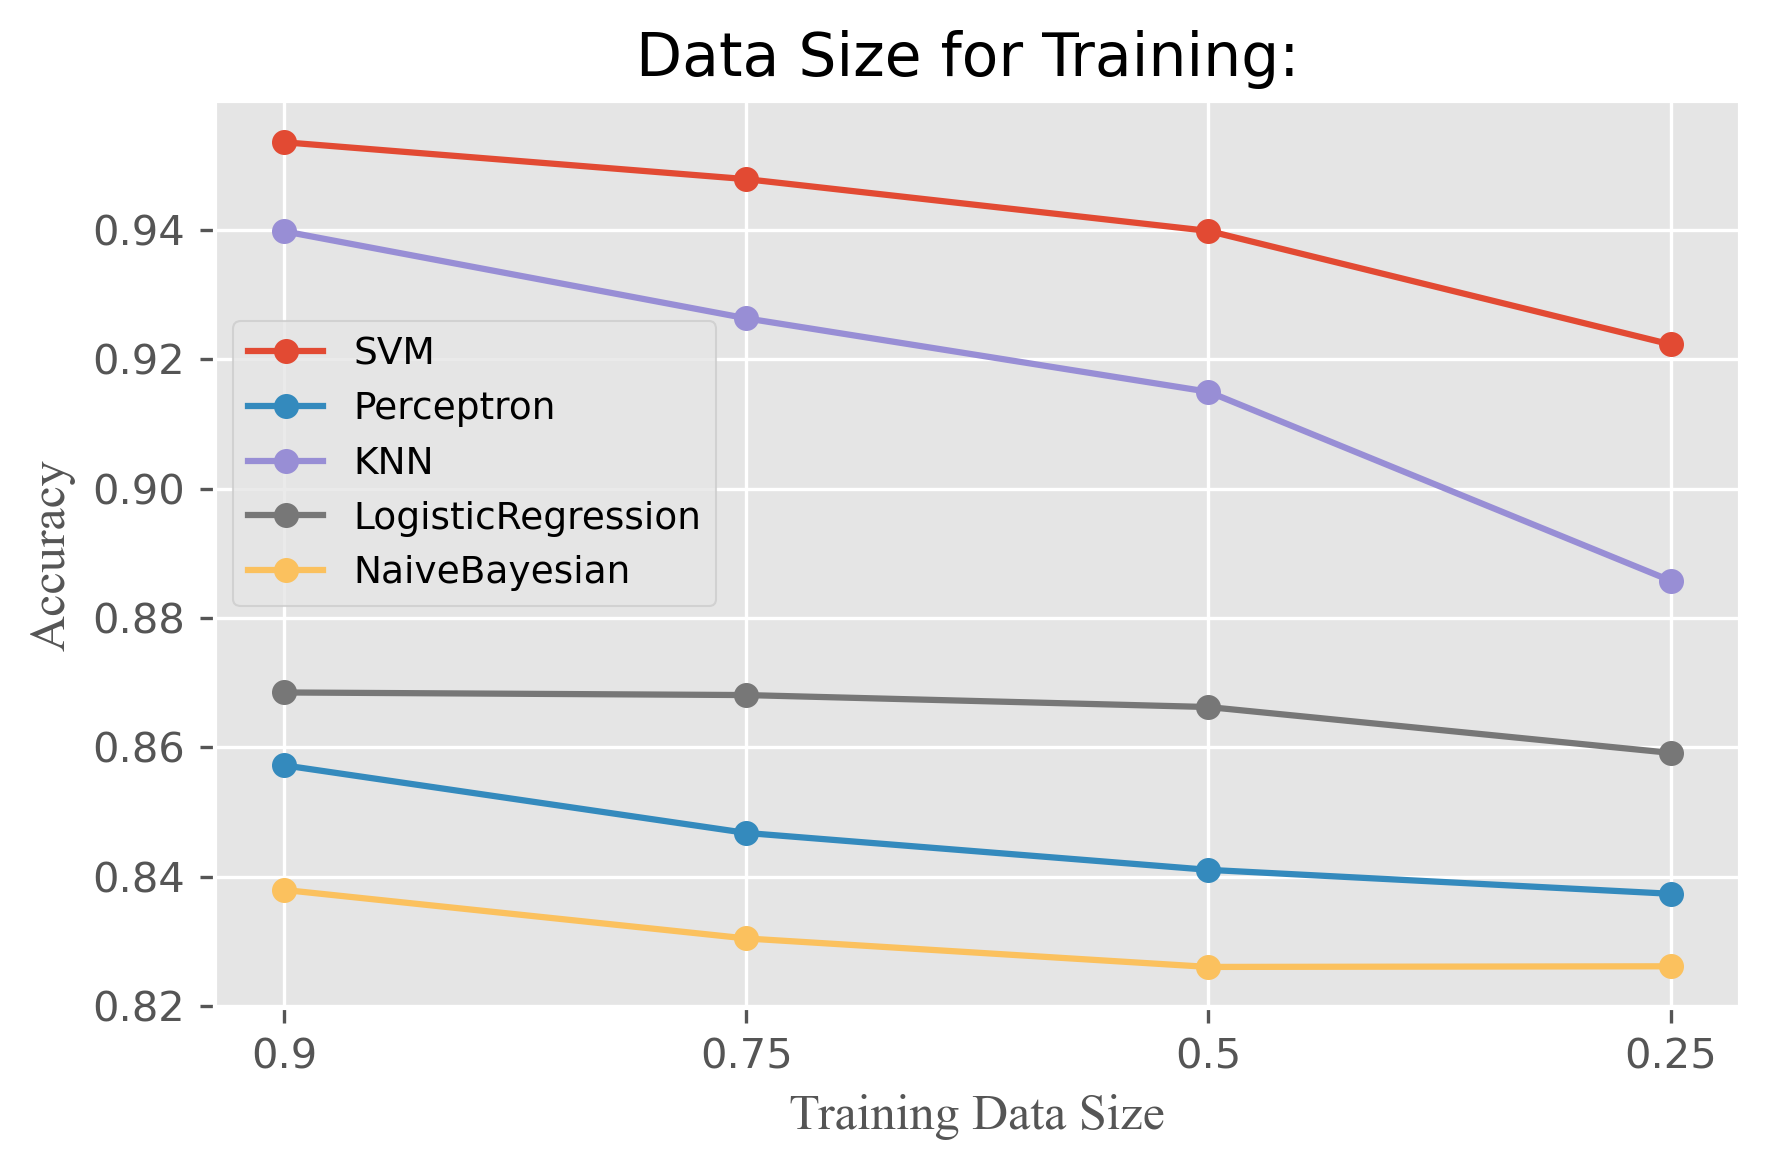 Data Size for Training:
Accuracy
0.94
0.92
0.90
0.88
0.86
0.84
0.82
SVM
Perceptron
KNN
LogisticRegression
NaiveBayesian
0.9 0.75 0.5 0.25
Training Data Size